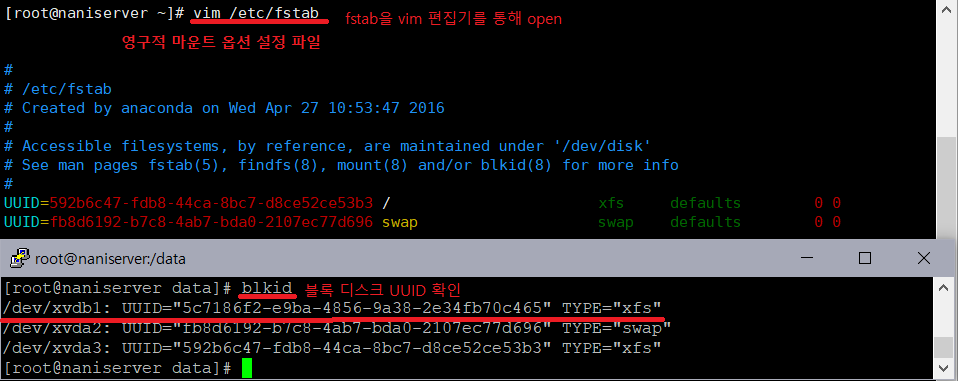 [root@naniserver ~]# vim /etc/fstab fstab을 vim 편집기를 통해 open
영구적 마운트 옵션 설정 파일
#
# /etc/fstab
# Created by anaconda on Wed Apr 27 10:53:47 2016
#
# Accessible filesystems, by reference, are maintained under '/dev/disk'
# See man pages fstab(5), findfs(8), mount(8) and/or blkid(8) for more info
#
UUID=592b6c47-fdb8-44ca-8bc7-d8ce52ce53b3 / xfs defaults 0 0
UUID=fb8d6192-b7c8-4ab7-bda0-2107ec77d696 swap swap defaults 0 0
root@naniserver:/data
[root@naniserver data]# blkid 블록 디스크 UUID 확인
/dev/xvdb1: UUID="5c7186f2-e9ba-4856-9a38-2e34fb70c465" TYPE="xfs"
/dev/xvda2: UUID="fb8d6192-b7c8-4ab7-bda0-2107ec77d696" TYPE="swap"
/dev/xvda3: UUID="592b6c47-fdb8-44ca-8bc7-d8ce52ce53b3" TYPE="xfs"
[root@naniserver data]#